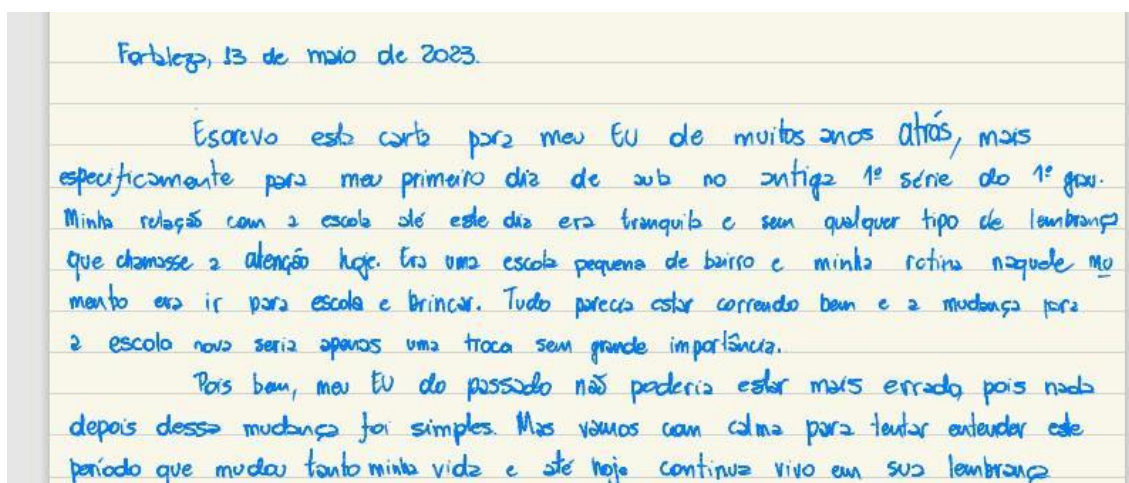 Fortaleza, 13 de maio de 2023.
Escrevo esta carta para meu EU de muitos anos atrás, mais
especificamente para meu primeiro dia de aula no antiga 1ª série do 1º grau.
Minha relação com a escola até este dia era tranquila e sem qualquer tipo de lembrança
que chamasse a atenção hoje. Era uma escola pequena de bairro e minha rotina naquele mo
mento era ir para escola e brincar. Tudo parecia estar correndo bem e a mudança para
a escola nova seria apenas uma troca sem grande importância.
Pois bem, meu EU do passado não poderia estar mais errado, pois nada
depois dessa mudança foi simples. Mas vamos com calma para tentar entender este
período que mudou tanto minha vida e até hoje continua vivo em sua lembrança